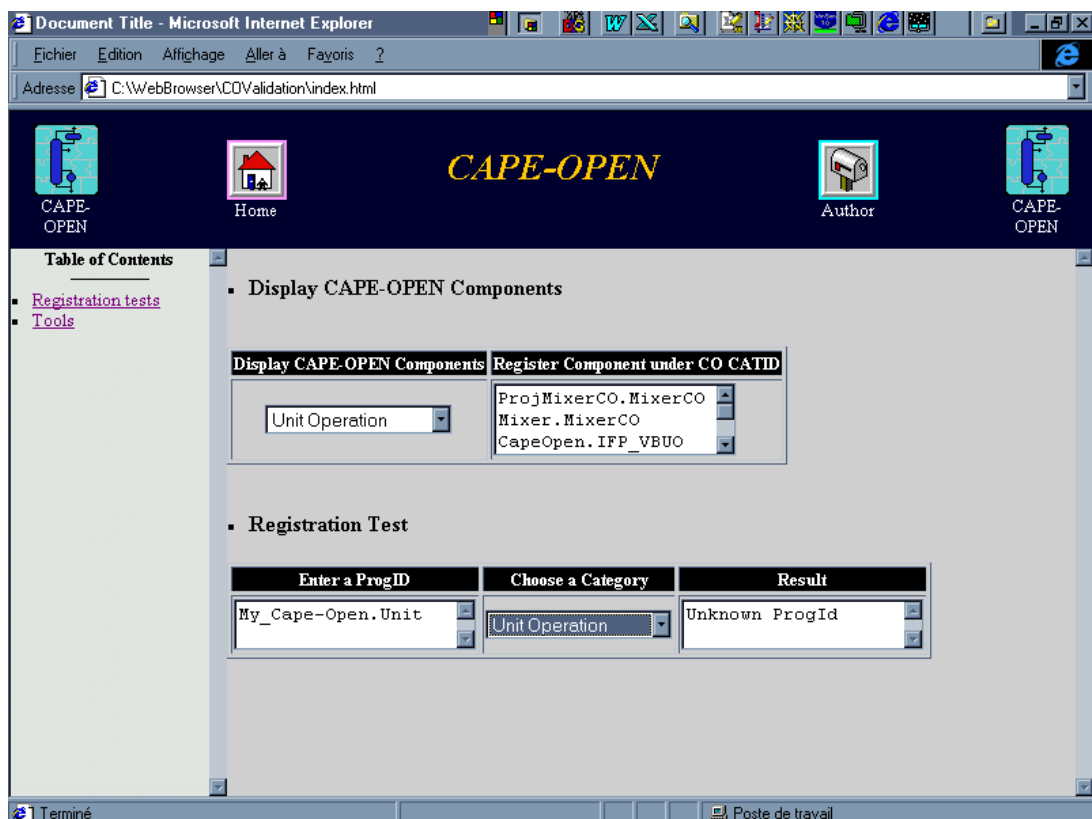 Document Title - Microsoft Internet Explorer
Fichier Edition Affichage Aller à Favoris ?
Adresse C:\WebBrowser\COValidation\index.html
CAPE-OPEN
CAPE-
OPEN
Home
Author
CAPE-
OPEN
Table of Contents
Registration tests
Tools
Display CAPE-OPEN Components
Display CAPE-OPEN Components Register Component under CO CATID
Unit Operation
ProjMixerCO.MixerCO
Mixer.MixerCO
CapeOpen.IFP_VBUO
Registration Test
Enter a ProgID Choose a Category Result
My_Cape-Open.Unit Unit Operation Unknown ProgId
Terminé Poste de travail